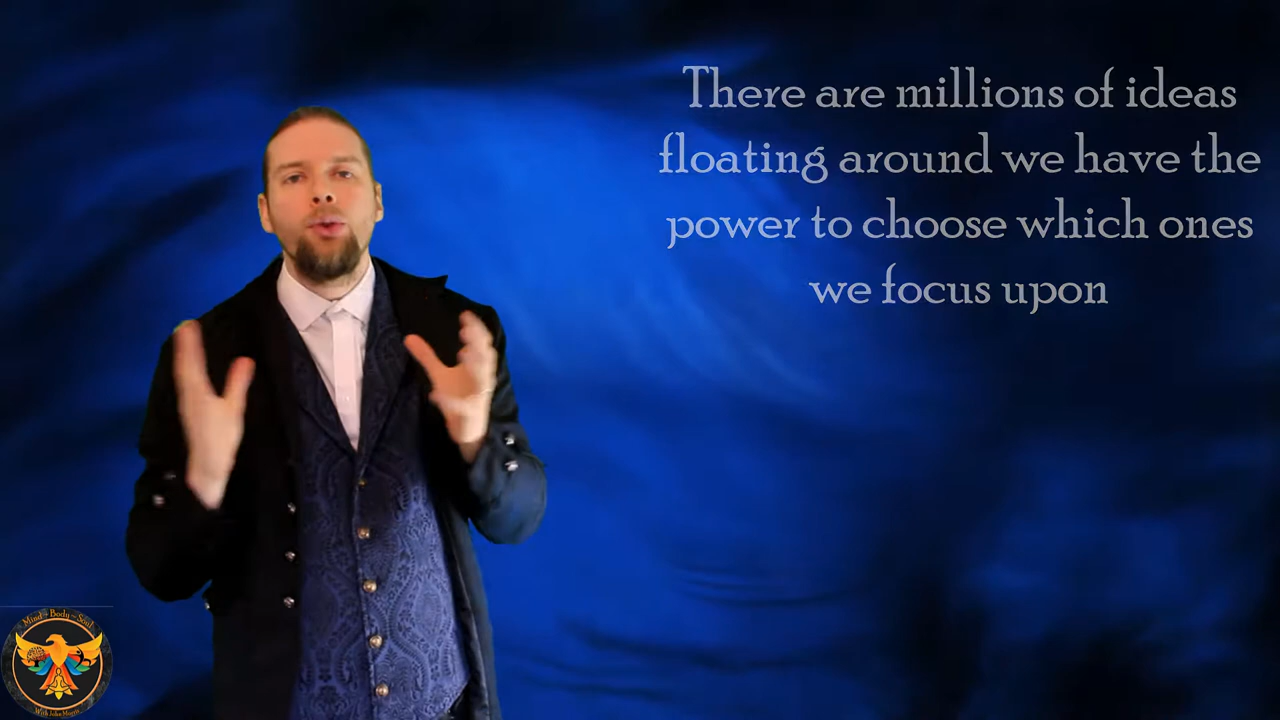 There are millions of ideas
floating around we have the
power to choose which ones
we focus upon
Mind - Body - Soul